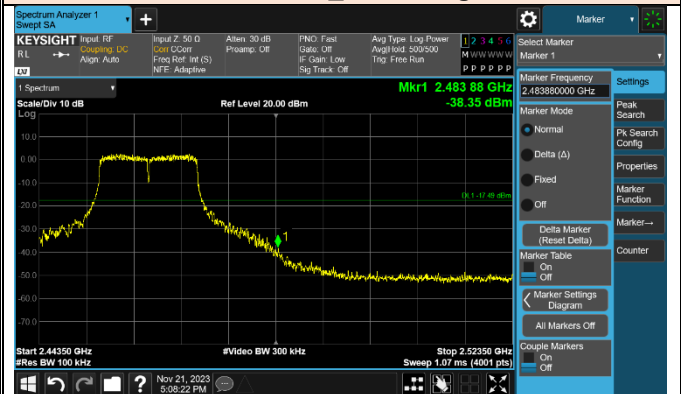 Spectrum Analyzer 1
Swept SA
+
Marker
KEYSIGHT
RL
LXI
Input: RF
Coupling: DC
Align: Auto
Input Z: 50 Ω
Corr CCorr
Freq Ref: Int (S)
NFE: Adaptive
Atten: 30 dB
Preamp: Off
PNO: Fast
Gate: Off
IF Gain: Low
Sig Track: Off
Avg Type: Log-Power
Avg|Hold: 500/500
Trig: Free Run
1 2 3 4 5 6
M W W W W W
P P P P P P
Select Marker
Marker 1
1 Spectrum
Scale/Div 10 dB
Log
Ref Level 20.00 dBm
Mkr1 2.483 88 GHz
-38.35 dBm
10.0
0.00
-10.0
-20.0
-30.0
-40.0
-50.0
-60.0
-70.0
DL1 -17.49 dBm
1
Start 2.44350 GHz
#Res BW 100 kHz
#Video BW 300 kHz
Stop 2.52350 GHz
Sweep 1.07 ms (4001 pts)
Marker Frequency
2.483880000 GHz
Marker Mode
Normal
Delta (Δ)
Fixed
Off
Delta Marker
(Reset Delta)
Marker Table
On
Off
Marker Settings
Diagram
All Markers Off
Couple Markers
On
Off
Settings
Peak
Search
Pk Search
Config
Properties
Marker
Function
Marker→
Counter
?
Nov 21, 2023
5:08:22 PM